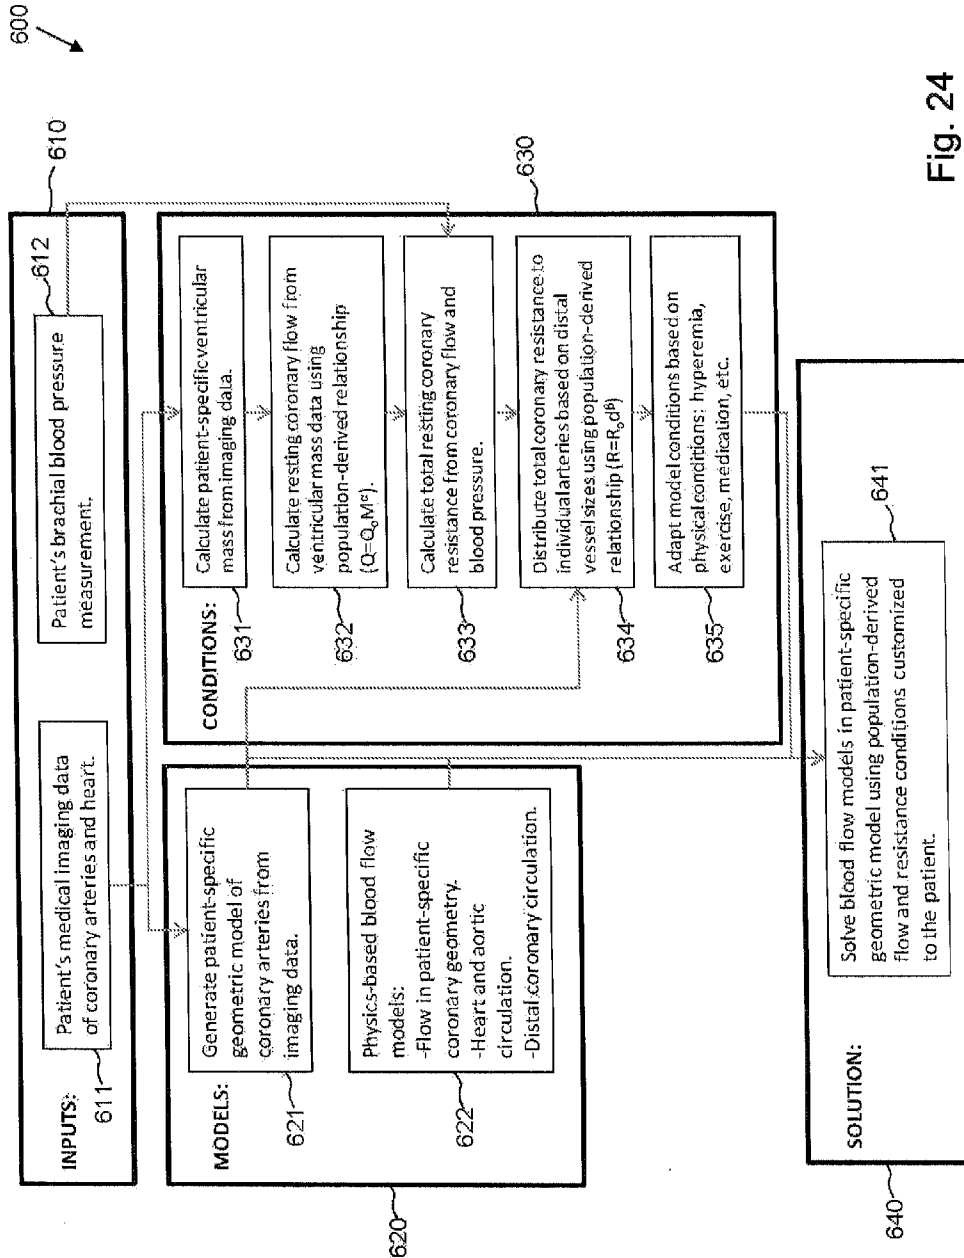 600
610
INPUTS:
611
Patient's medical imaging data
of coronary arteries and heart.
612
Patient's brachial blood pressure
measurement.
620
MODELS:
621
Generate patient-specific
geometric model of
coronary arteries from
imaging data.
622
Physics-based blood flow
models:
-Flow in patient-specific
coronary geometry.
-Heart and aortic
circulation.
-Distal coronary circulation.
630
CONDITIONS:
631
Calculate patient-specific ventricular
mass from imaging data.
632
Calculate resting coronary flow from
ventricular mass data using
population-derived relationship
(Q=QₒM^α).
633
Calculate total resting coronary
resistance from coronary flow and
blood pressure.
634
Distribute total coronary resistance to
individual arteries based on distal
vessel sizes using population-derived
relationship (R=Rₒd^β)
635
Adapt model conditions based on
physical conditions: hyperemia,
exercise, medication, etc.
640
SOLUTION:
641
Solve blood flow models in patient-specific
geometric model using population-derived
flow and resistance conditions customized
to the patient.
Fig. 24